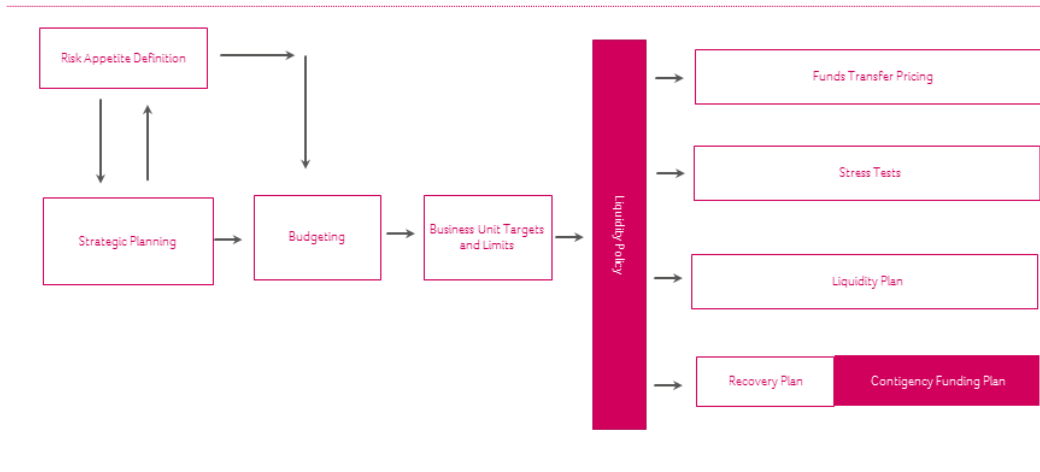 Risk Appetite Definition
Strategic Planning
Budgeting
Business Unit Targets
and Limits
Liquidity Policy
Funds Transfer Pricing
Stress Tests
Liquidity Plan
Recovery Plan
Contigency Funding Plan